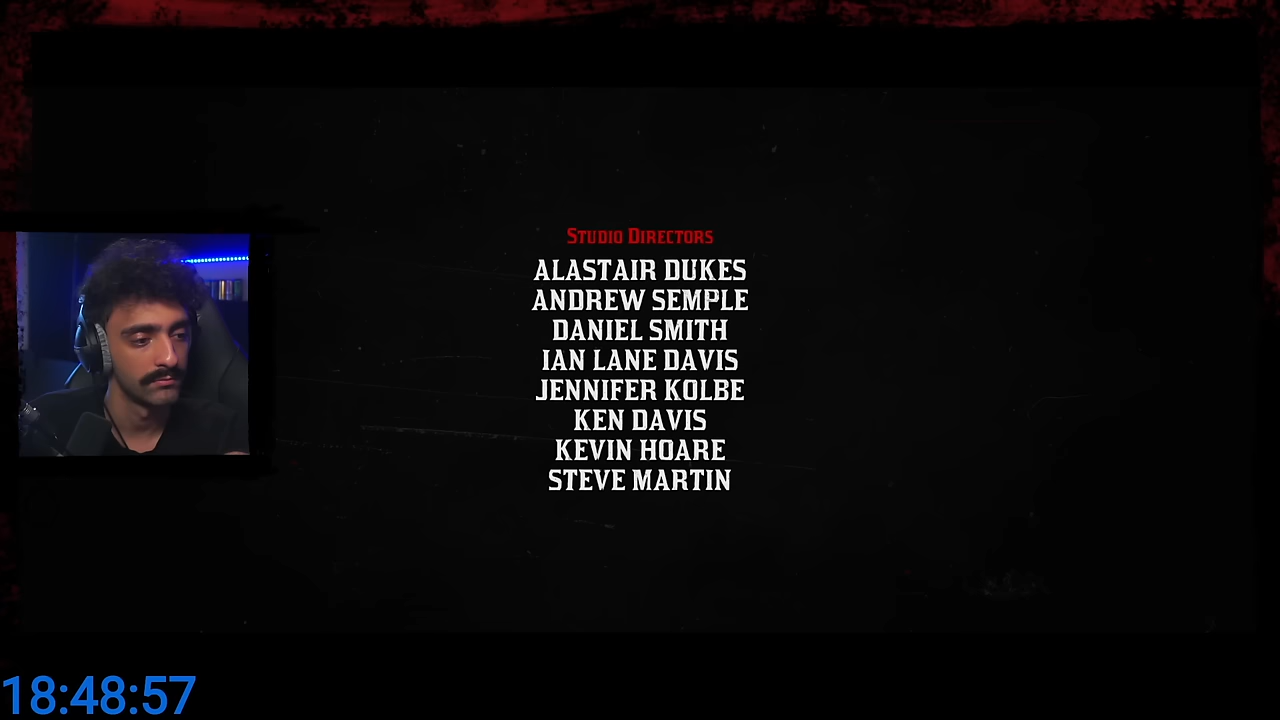 Studio Directors
ALASTAIR DUKES
ANDREW SEMPLE
DANIEL SMITH
IAN LANE DAVIS
JENNIFER KOLBE
KEN DAVIS
KEVIN HOARE
STEVE MARTIN
18:48:57